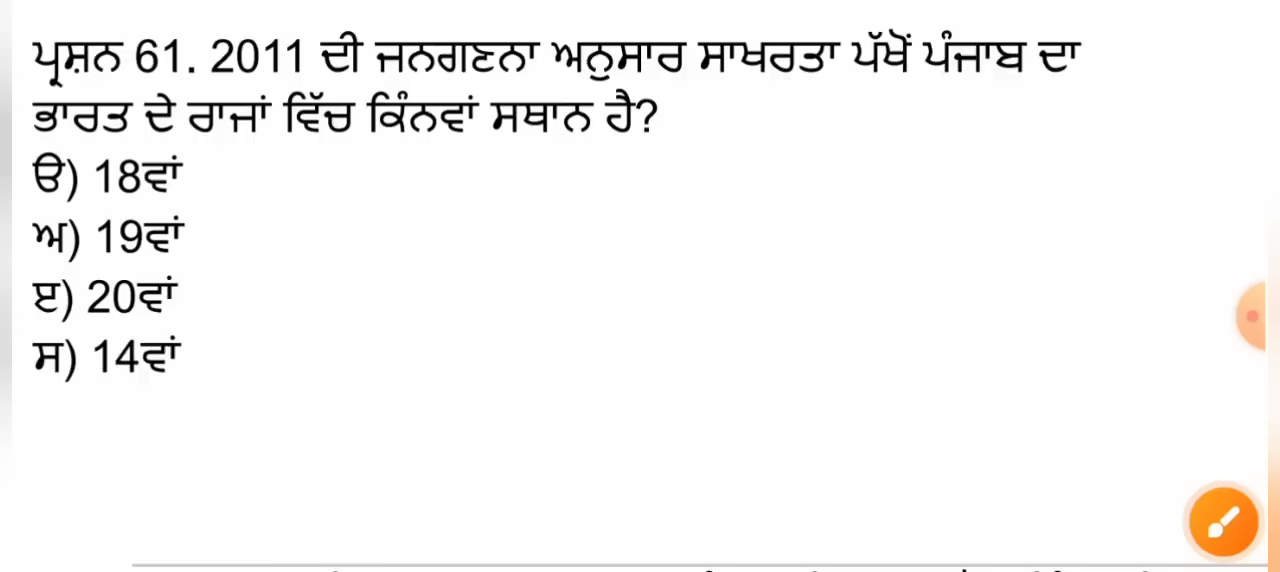 ਪ੍ਰਸ਼ਨ 61. 2011 ਦੀ ਜਨਗਣਨਾ ਅਨੁਸਾਰ ਸਾਖਰਤਾ ਪੱਖੋਂ ਪੰਜਾਬ ਦਾ
ਭਾਰਤ ਦੇ ਰਾਜਾਂ ਵਿੱਚ ਕਿੰਨਵਾਂ ਸਥਾਨ ਹੈ?
ੳ) 18ਵਾਂ
ਅ) 19ਵਾਂ
ੲ) 20ਵਾਂ
ਸ) 14ਵਾਂ